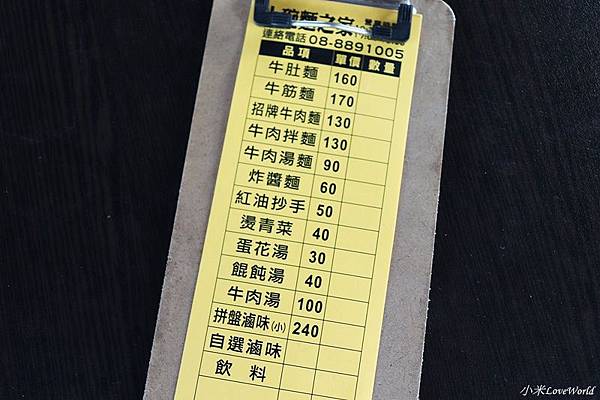 麵之家
連絡電話 08-8891005
品項 單價 數量
牛肚麵 160
牛筋麵 170
招牌牛肉麵 130
牛肉拌麵 130
牛肉湯麵 90
炸醬麵 60
紅油抄手 50
燙青菜 40
蛋花湯 30
餛飩湯 40
牛肉湯 100
拼盤滷味(小) 240
自選滷味
飲料
小米LoveWorld